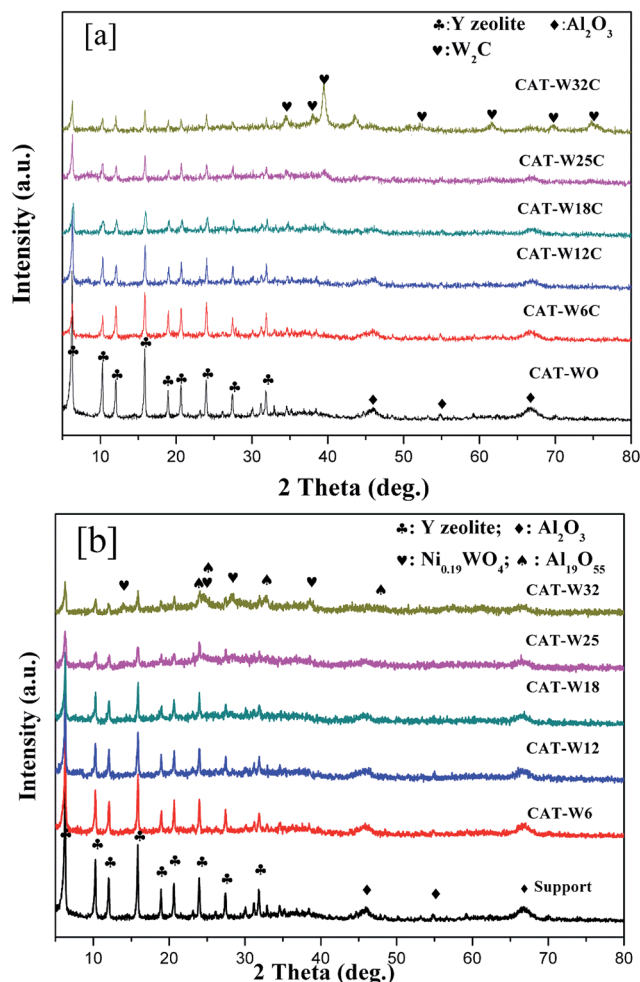 [a]
♣:Y zeolite ♦:Al₂O₃
♥:W₂C
CAT-W32C
CAT-W25C
CAT-W18C
CAT-W12C
CAT-W6C
CAT-WO
Intensity (a.u.)
10 20 30 40 50 60 70 80
2 Theta (deg.)
[b]
♣: Y zeolite; ♦: Al₂O₃
♥: Ni₀.₁₉WO₄; ♠: Al₁₉O₅₅
CAT-W32
CAT-W25
CAT-W18
CAT-W12
CAT-W6
Support
Intensity (a.u.)
10 20 30 40 50 60 70 80
2 Theta (deg.)